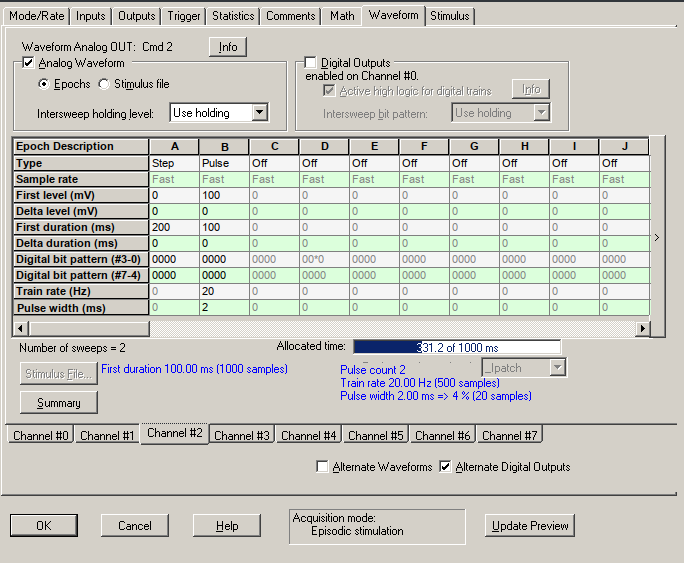 Mode/Rate Inputs Outputs Trigger Statistics Comments Math Waveform Stimulus
Waveform Analog OUT: Cmd 2 Info
Analog Waveform
Epochs Stimulus file
Intersweep holding level: Use holding
Digital Outputs
enabled on Channel #0.
Active high logic for digital trains Info
Intersweep bit pattern: Use holding
Epoch Description A B C D E F G H I J
Type Step Pulse Off Off Off Off Off Off Off Off
Sample rate Fast Fast Fast Fast Fast Fast Fast Fast Fast Fast
First level (mV) 0 100 0 0 0 0 0 0 0 0
Delta level (mV) 0 0 0 0 0 0 0 0 0 0
First duration (ms) 200 100 0 0 0 0 0 0 0 0
Delta duration (ms) 0 0 0 0 0 0 0 0 0 0
Digital bit pattern (#3-0) 0000 0000 0000 00*0 0000 0000 0000 0000 0000 0000
Digital bit pattern (#7-4) 0000 0000 0000 0000 0000 0000 0000 0000 0000 0000
Train rate (Hz) 0 20 0 0 0 0 0 0 0 0
Pulse width (ms) 0 2 0 0 0 0 0 0 0 0
Number of sweeps = 2 Allocated time: 331.2 of 1000 ms
Stimulus File... First duration 100.00 ms (1000 samples)
_Ipatch
Pulse count 2
Train rate 20.00 Hz (500 samples)
Pulse width 2.00 ms => 4 % (20 samples)
Summary
Channel #0 Channel #1 Channel #2 Channel #3 Channel #4 Channel #5 Channel #6 Channel #7
Alternate Waveforms Alternate Digital Outputs
OK Cancel Help
Acquisition mode:
Episodic stimulation
Update Preview